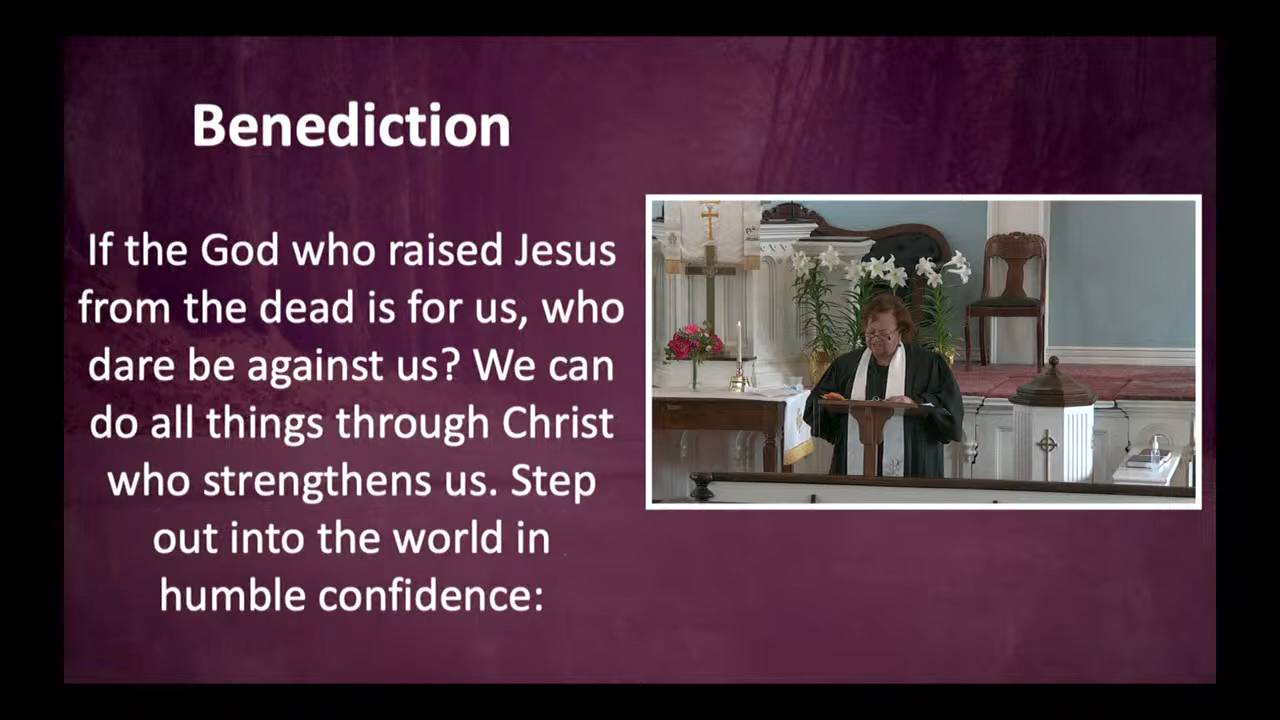 Benediction
If the God who raised Jesus
from the dead is for us, who
dare be against us? We can
do all things through Christ
who strengthens us. Step
out into the world in
humble confidence: